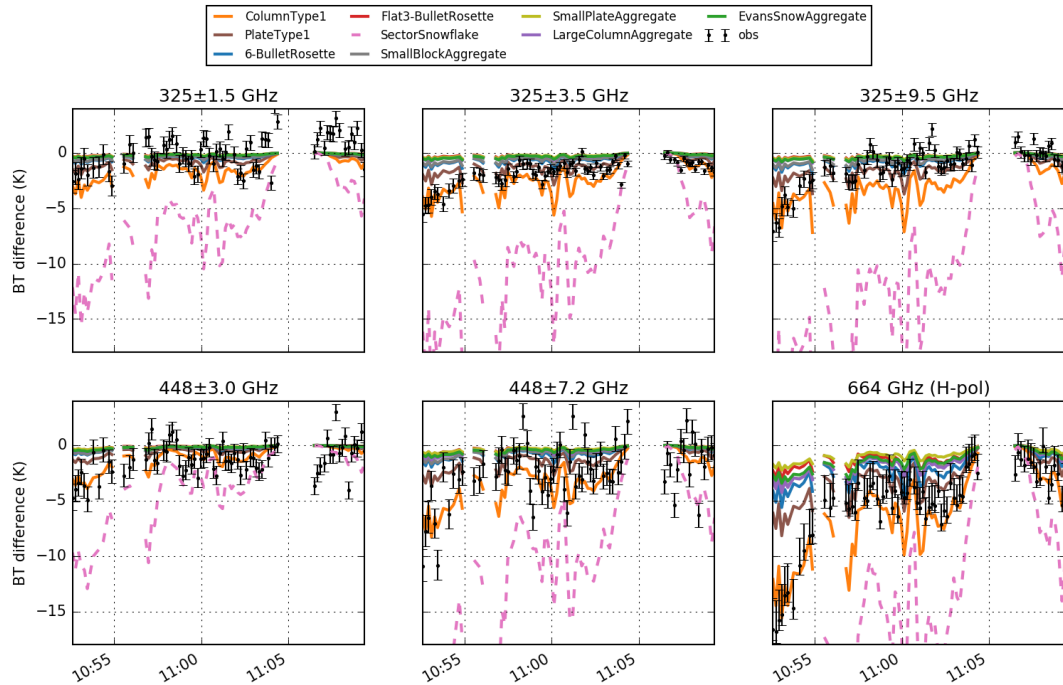 ColumnType1 Flat3-BulletRosette SmallPlateAggregate EvansSnowAggregate
PlateType1 SectorSnowflake LargeColumnAggregate obs
6-BulletRosette SmallBlockAggregate
325±1.5 GHz 325±3.5 GHz 325±9.5 GHz
BT difference (K)
0
−5
−10
−15
448±3.0 GHz 448±7.2 GHz 664 GHz (H-pol)
BT difference (K)
0
−5
−10
−15
10:55 11:00 11:05 10:55 11:00 11:05 10:55 11:00 11:05